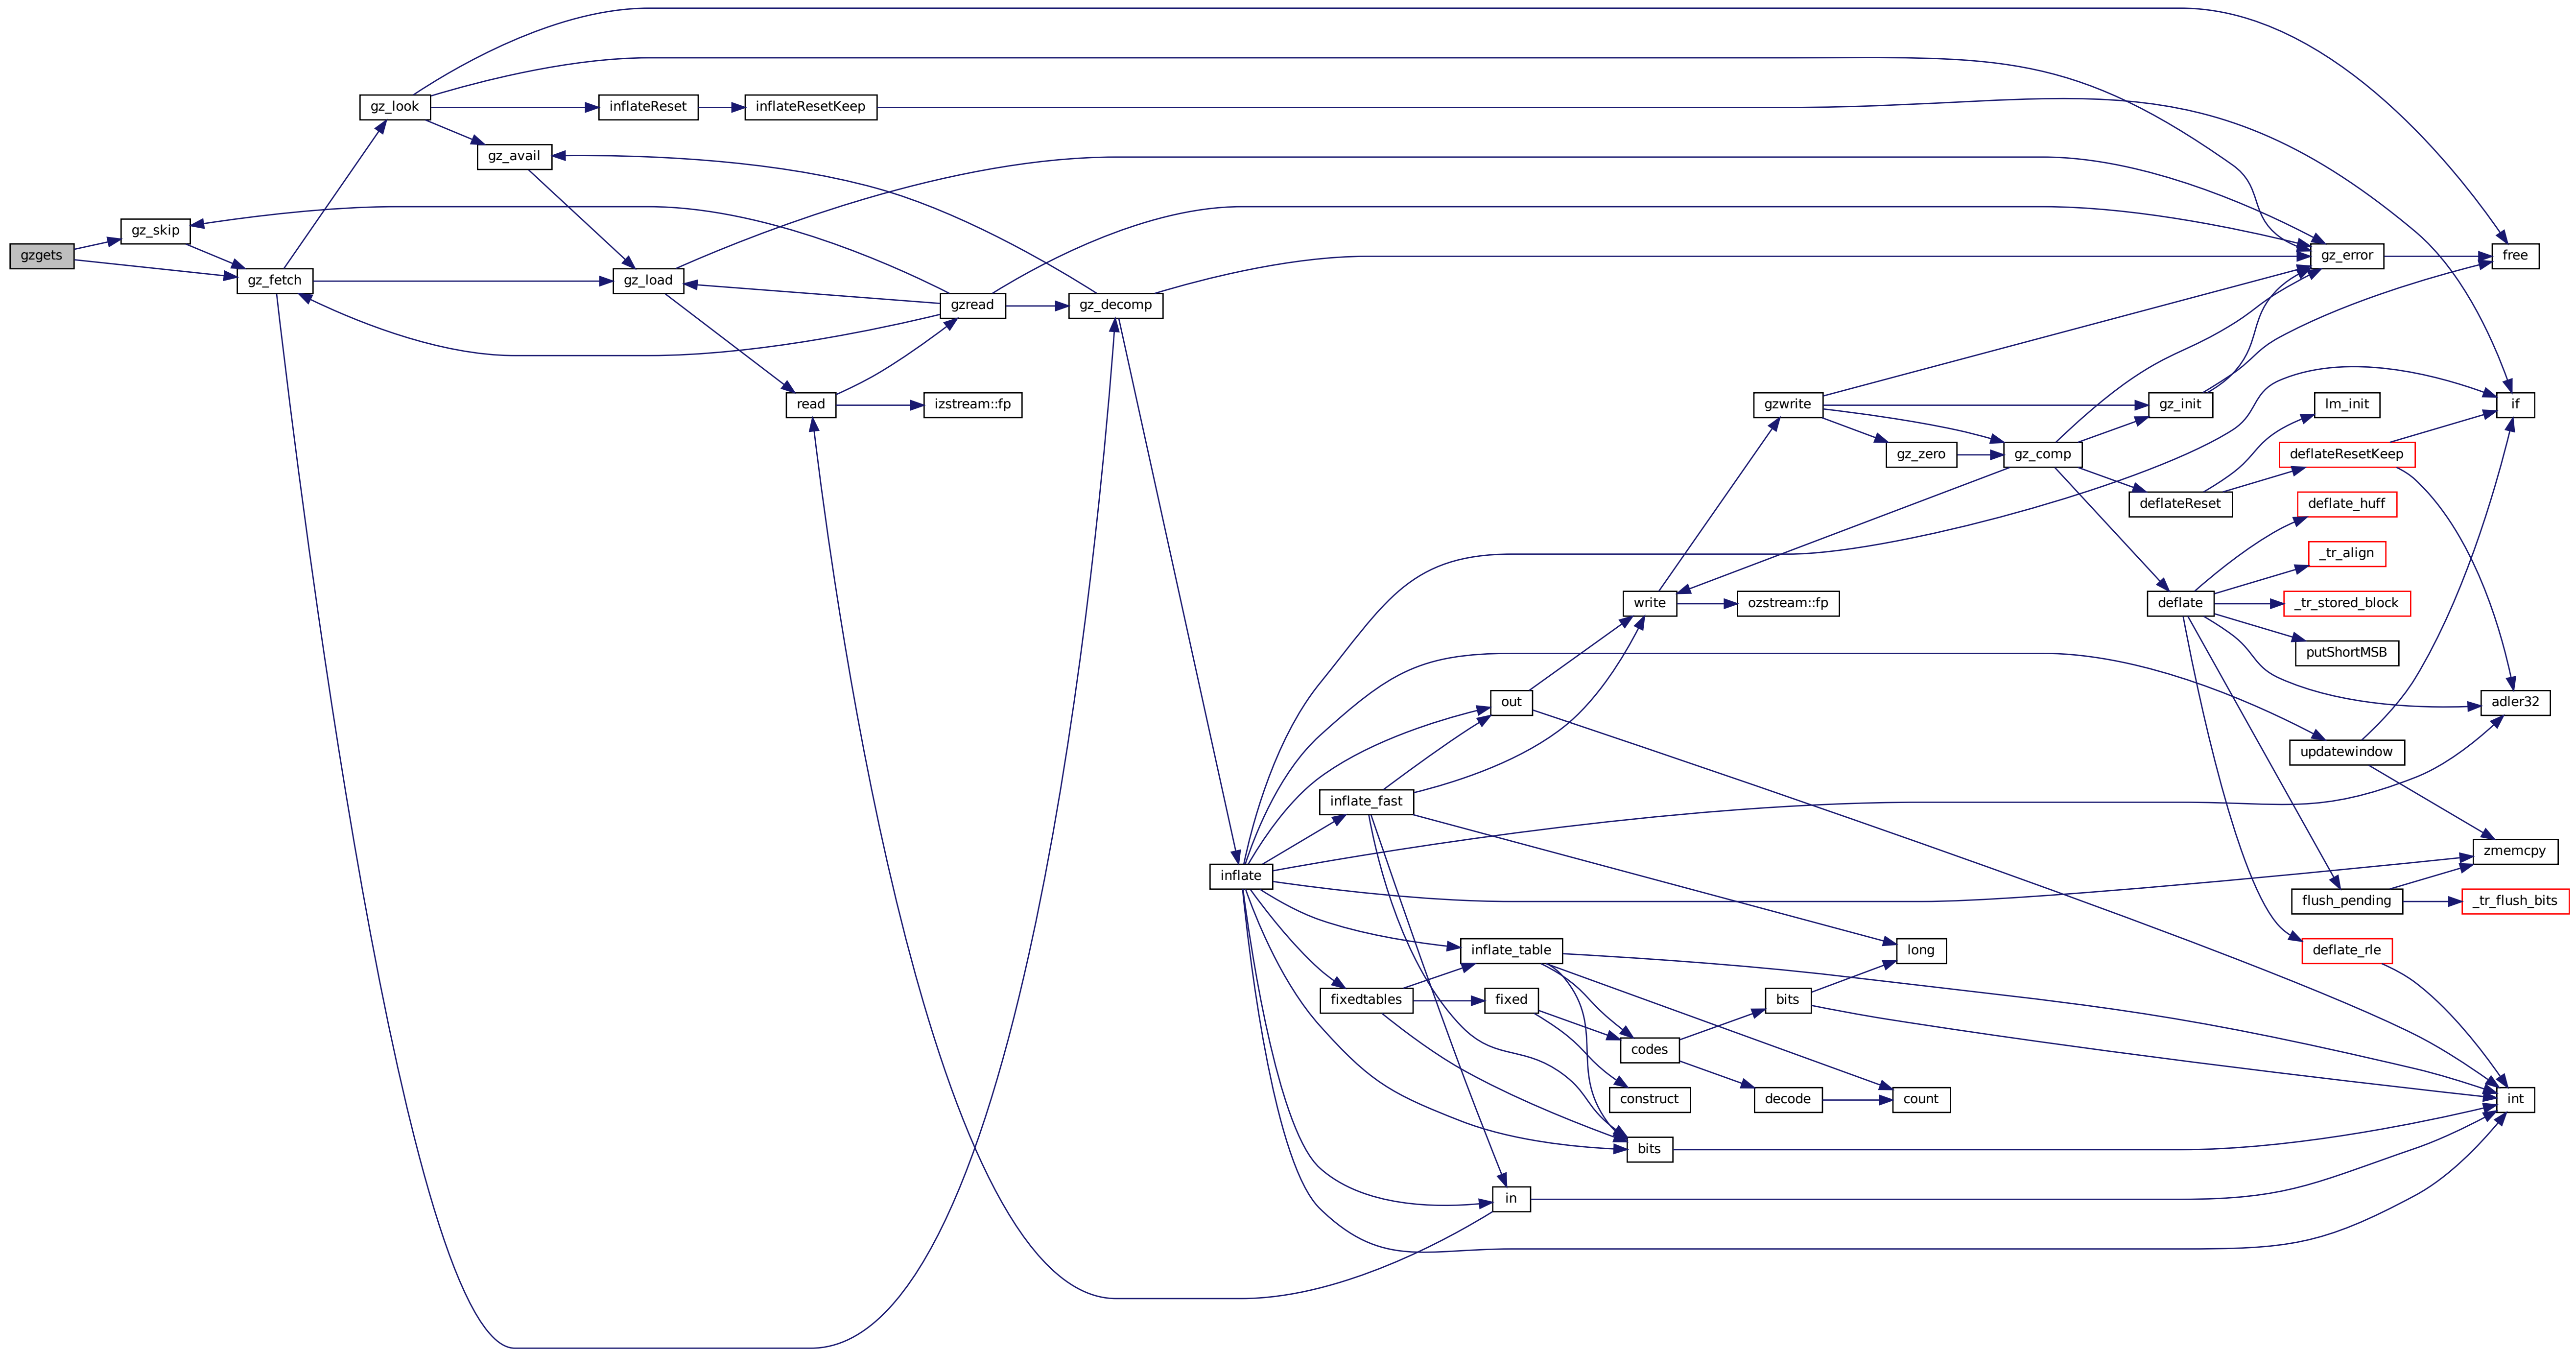 gz_look
inflateReset
inflateResetKeep
gz_avail
gz_skip
gzgets
gz_fetch
gz_load
gzread
gz_decomp
gz_error
free
read
izstream::fp
gzwrite
gz_init
lm_init
if
gz_zero
gz_comp
deflateResetKeep
deflateReset
deflate_huff
_tr_align
write
ozstream::fp
deflate
_tr_stored_block
putShortMSB
out
adler32
updatewindow
inflate_fast
zmemcpy
inflate
flush_pending
_tr_flush_bits
inflate_table
long
deflate_rle
fixedtables
fixed
bits
codes
construct
decode
count
int
bits
in